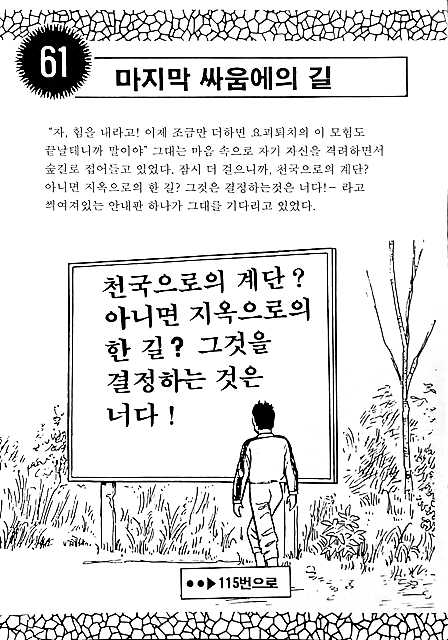 61
마지막 싸움에의 길
"자, 힘을 내라고! 이제 조금만 더하면 요괴퇴치의 이 모험도
끝날테니까 말이야" 그대는 마음 속으로 자기 자신을 격려하면서
숲길로 접어들고 있었다. 잠시 더 걸으니까, 천국으로의 계단?
아니면 지옥으로의 한 길? 그것은 결정하는것은 너다!— 라고
씌여져있는 안내판 하나가 그대를 기다리고 있었다.
천국으로의 계단?
아니면 지옥으로의
한 길? 그것을
결정하는 것은
너다!
●●▶115번으로